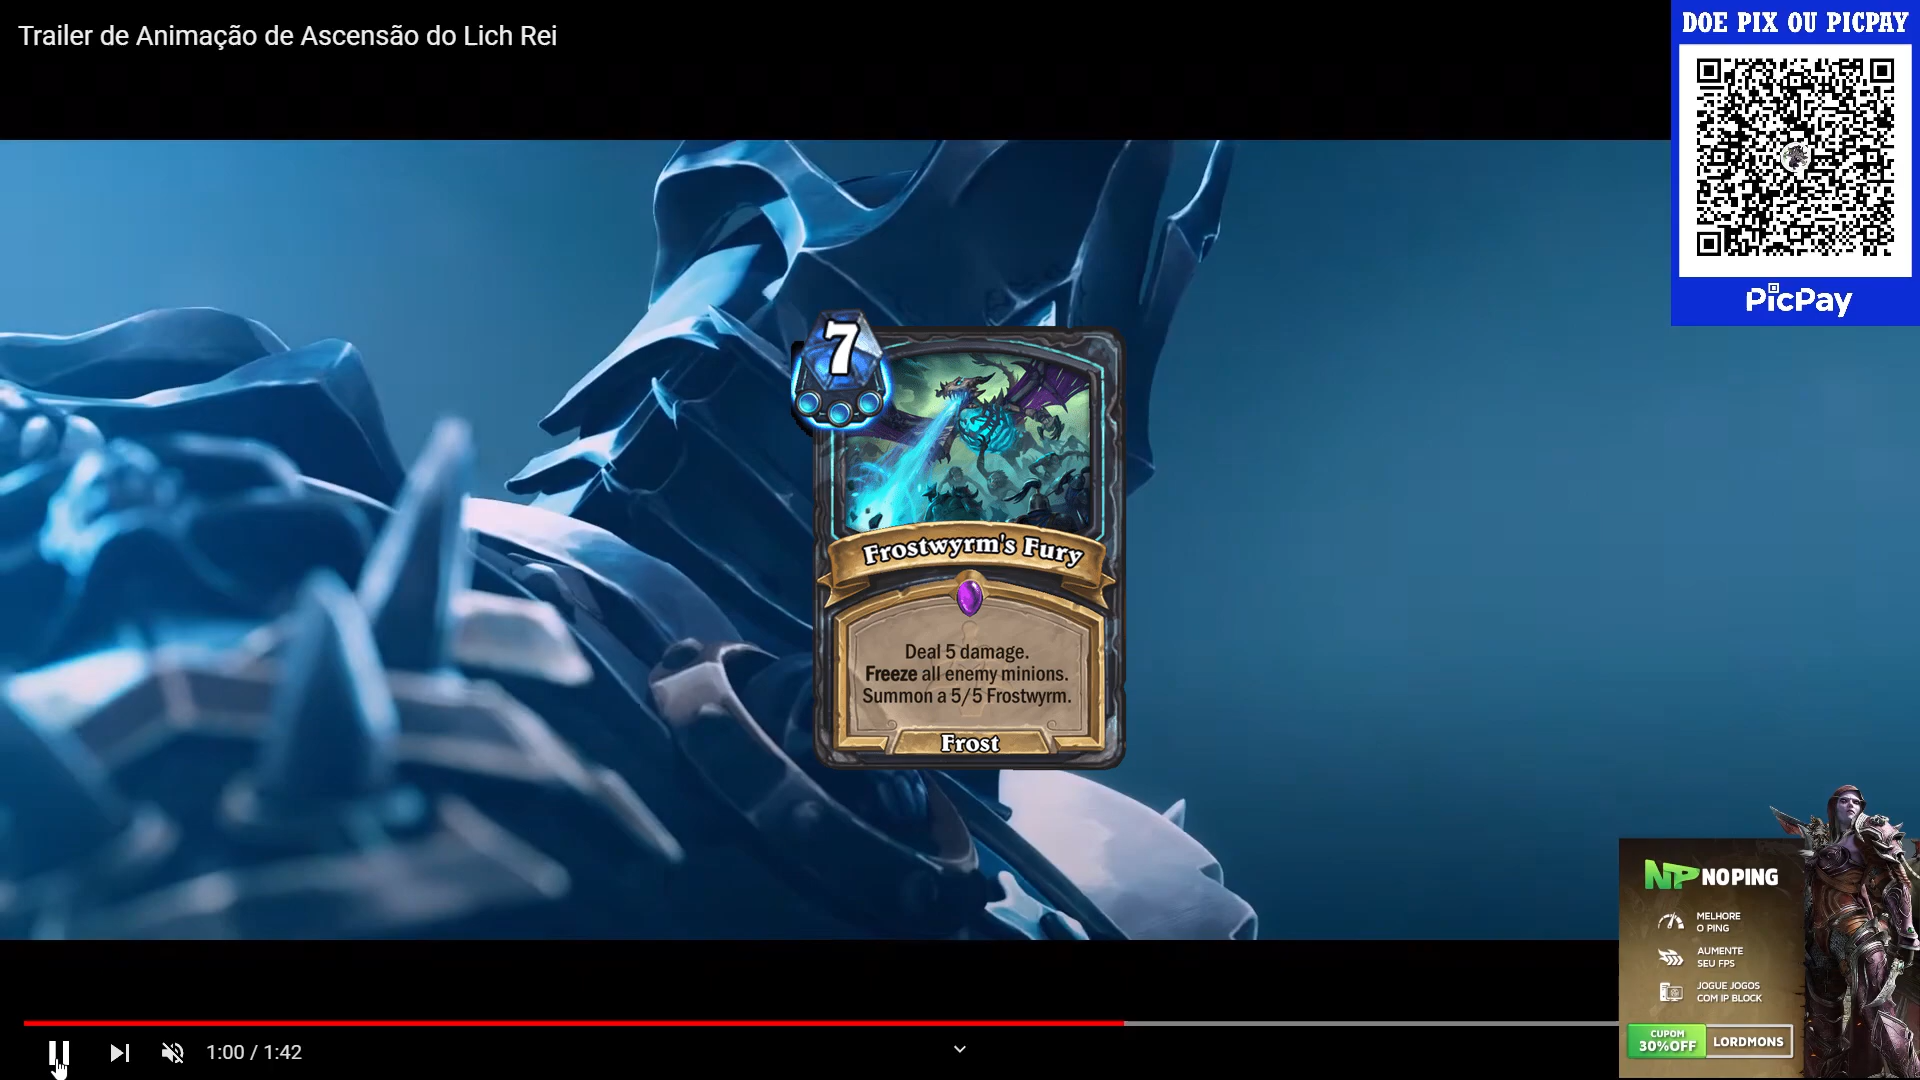 Trailer de Animação de Ascensão do Lich Rei
DOE PIX OU PICPAY
PicPay
7
Frostwyrm's Fury
Deal 5 damage.
Freeze all enemy minions.
Summon a 5/5 Frostwyrm.
Frost
NP NOPING
MELHORE
O PING
AUMENTE
SEU FPS
JOGUE JOGOS
COM IP BLOCK
CUPOM
30%OFF
LORDMONS
1:00 / 1:42